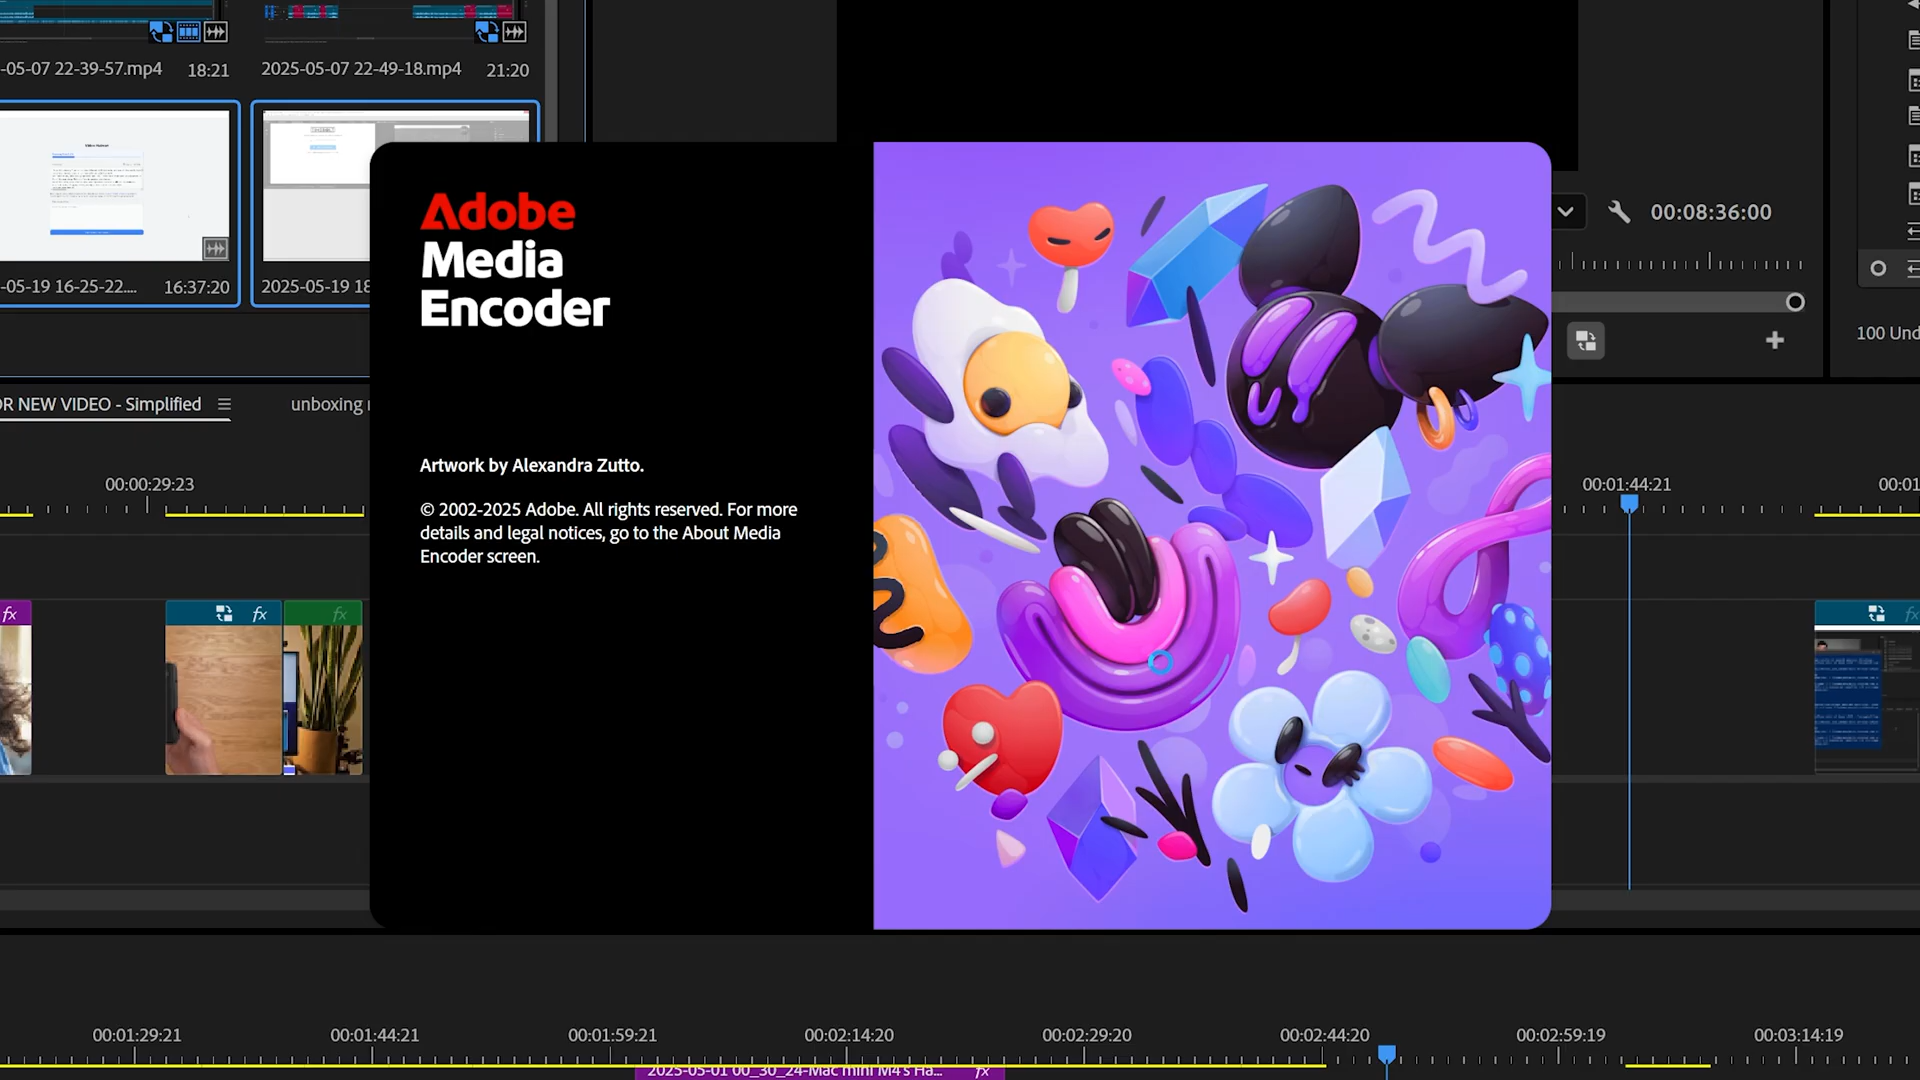 -05-07 22-39-57.mp4 18:21
2025-05-07 22-49-18.mp4 21:20
-05-19 16-25-22.... 16:37:20
2025-05-19 18
Adobe
Media
Encoder
00:08:36:00
100 Und
OR NEW VIDEO - Simplified
unboxing
Artwork by Alexandra Zutto.
00:00:29:23
00:01:44:21
00:01
© 2002-2025 Adobe. All rights reserved. For more
details and legal notices, go to the About Media
Encoder screen.
fx
fx
fx
fx
00:01:29:21
00:01:44:21
00:01:59:21
00:02:14:20
00:02:29:20
00:02:44:20
00:02:59:19
00:03:14:19
2025-05-01 00_30_24-Mac mini M4's Ha... fx